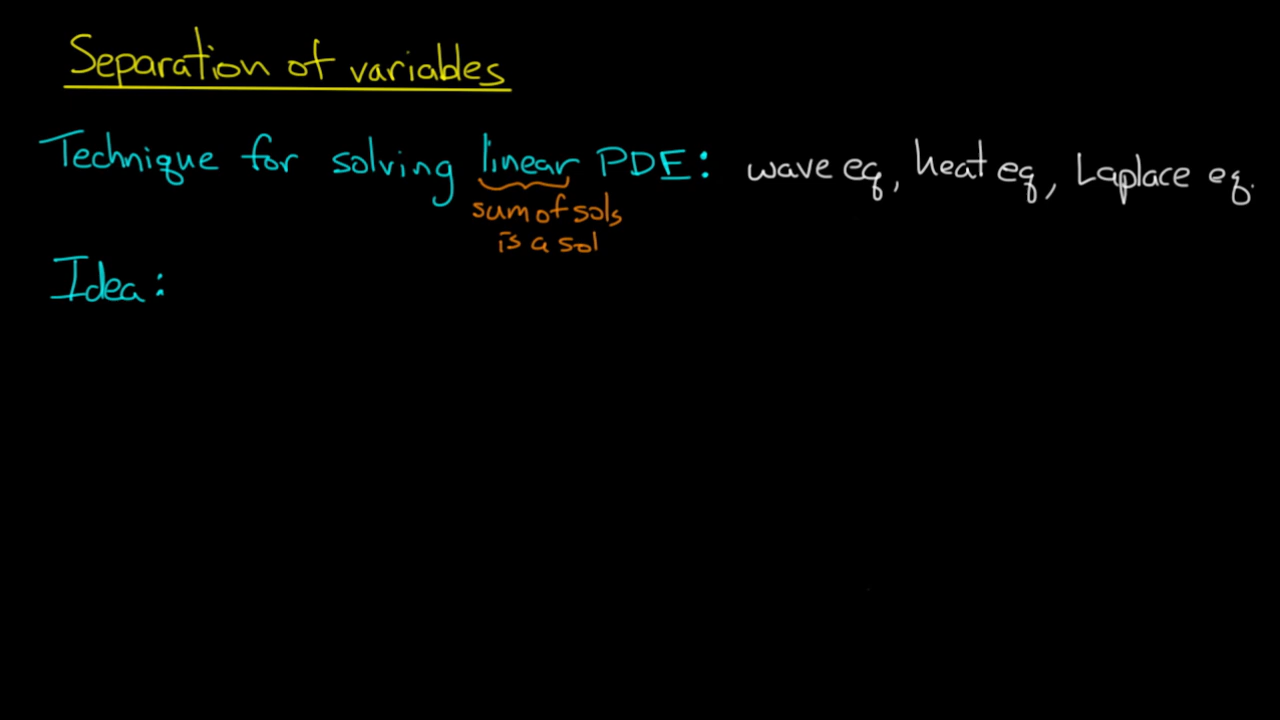 Separation of variables
Technique for solving linear PDE: wave eq, heat eq, Laplace eq.
sum of sols
is a sol
Idea: